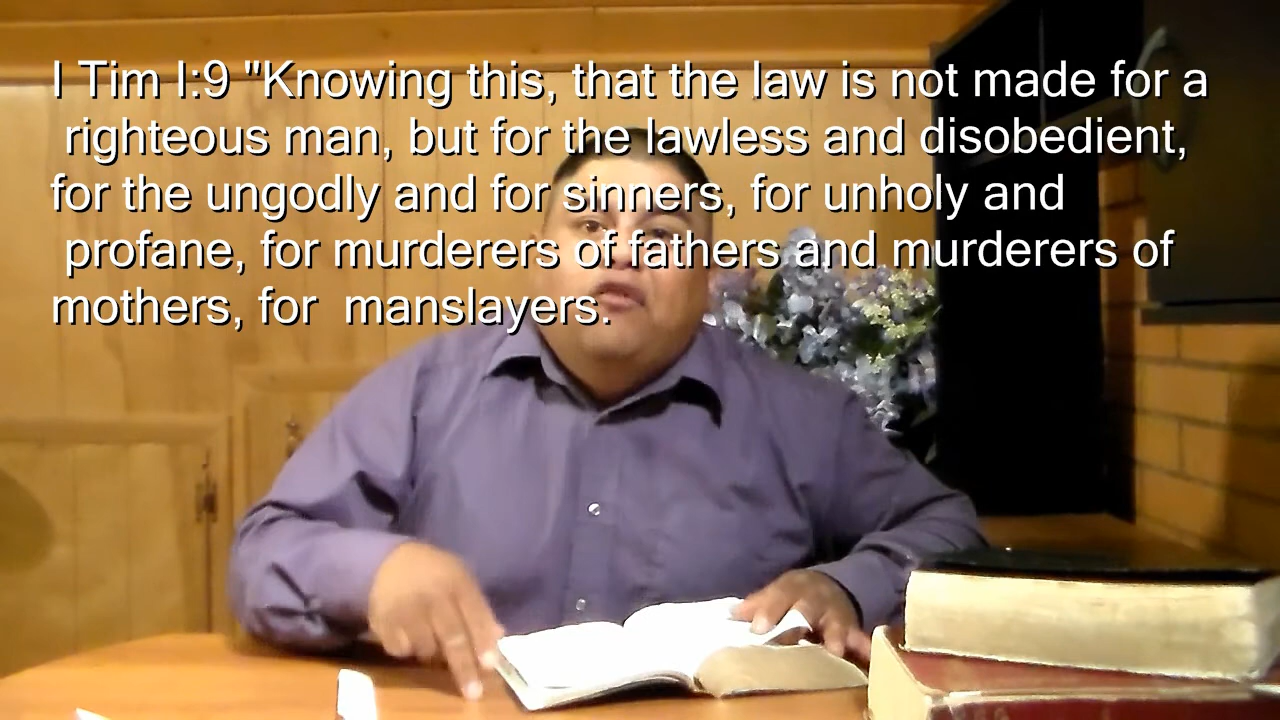 I Tim I:9 "Knowing this, that the law is not made for a
righteous man, but for the lawless and disobedient,
for the ungodly and for sinners, for unholy and
profane, for murderers of fathers and murderers of
mothers, for  manslayers.